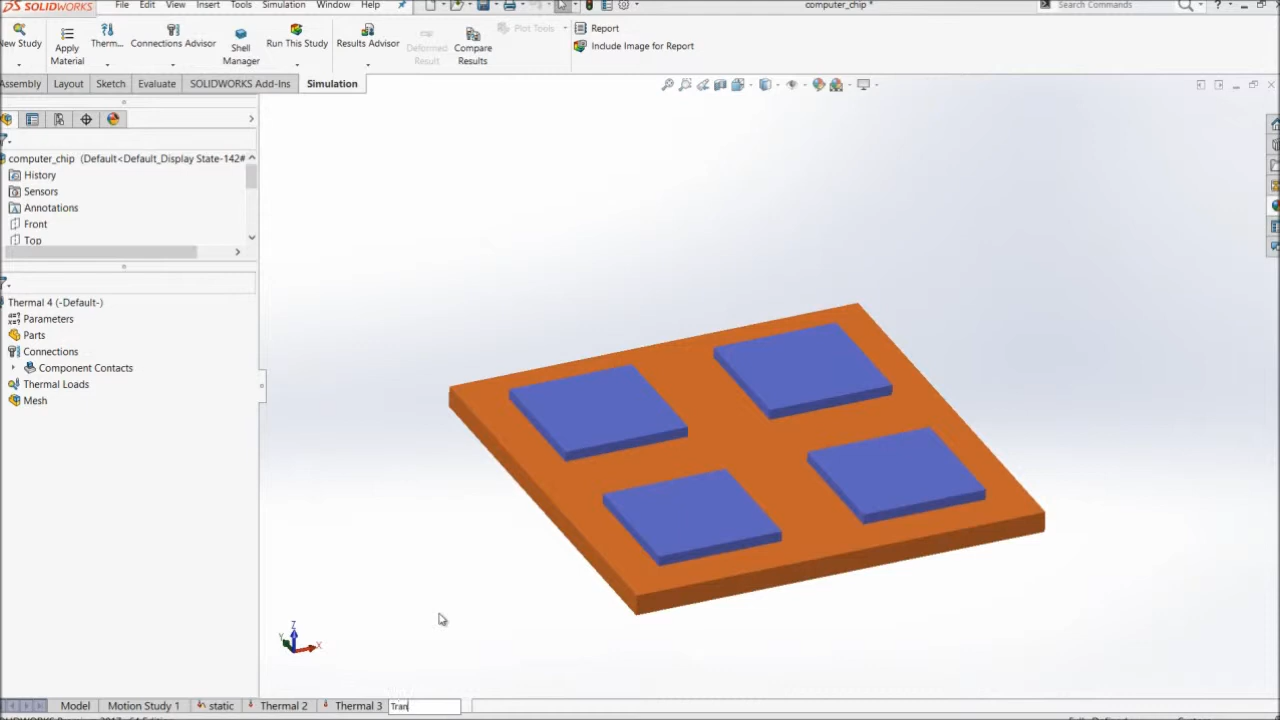 SOLIDWORKS File Edit View Insert Tools Simulation Window Help computer_chip * Search Commands
New Study Apply Material Therm... Connections Advisor Shell Manager Run This Study Results Advisor Deformed Result Compare Results Plot Tools Report
Include Image for Report
Assembly Layout Sketch Evaluate SOLIDWORKS Add-Ins Simulation
computer_chip (Default<Default_Display State-142#
History
Sensors
Annotations
Front
Top
Thermal 4 (-Default-)
Parameters
Parts
Connections
Component Contacts
Thermal Loads
Mesh
Z
Y X
Model Motion Study 1 static Thermal 2 Thermal 3 Tran